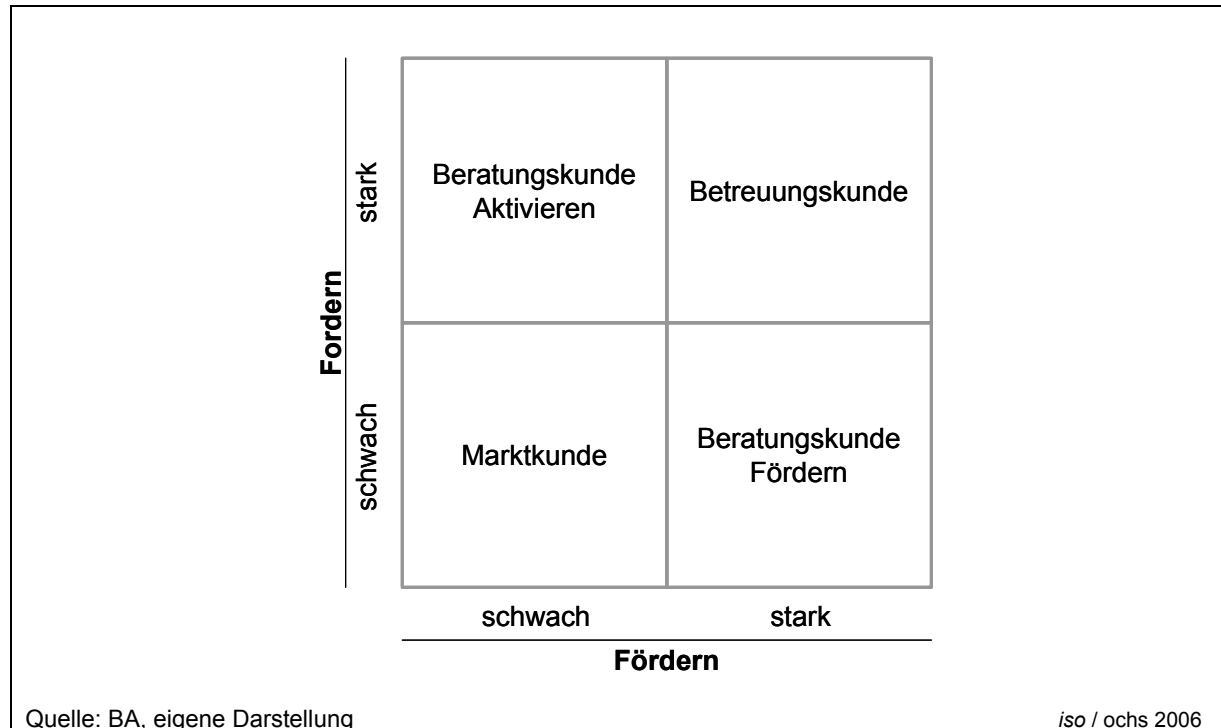 stark
Beratungskunde
Aktivieren
Betreuungskunde
Fordern
schwach
Marktkunde
Beratungskunde
Fördern
schwach
stark
Fördern
Quelle: BA, eigene Darstellung
iso / ochs 2006